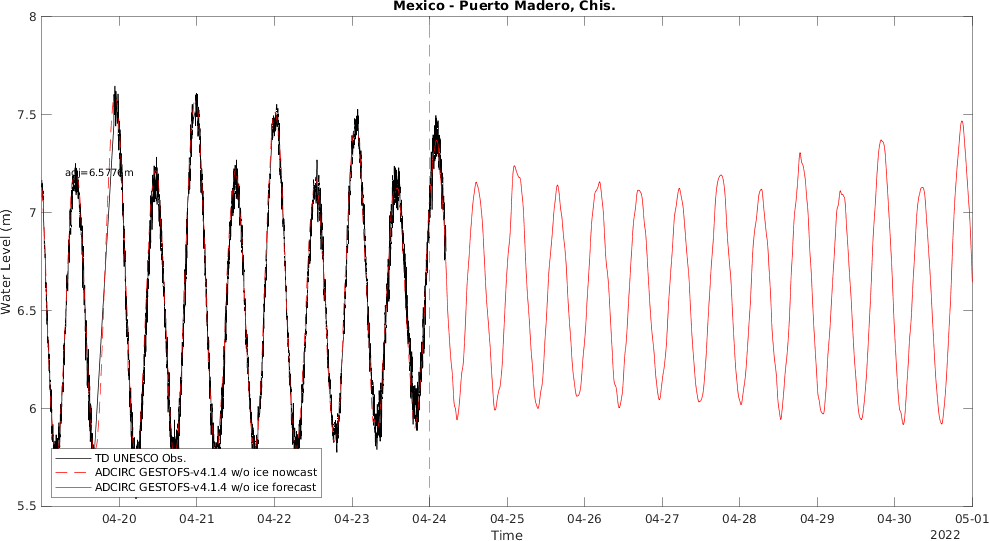 Mexico - Puerto Madero, Chis.
8
7.5
7
6.5
6
5.5
Water Level (m)
adj=6.5776m
TD UNESCO Obs.
ADCIRC GESTOFS-v4.1.4 w/o ice nowcast
ADCIRC GESTOFS-v4.1.4 w/o ice forecast
04-20 04-21 04-22 04-23 04-24 04-25 04-26 04-27 04-28 04-29 04-30 05-01
Time
2022